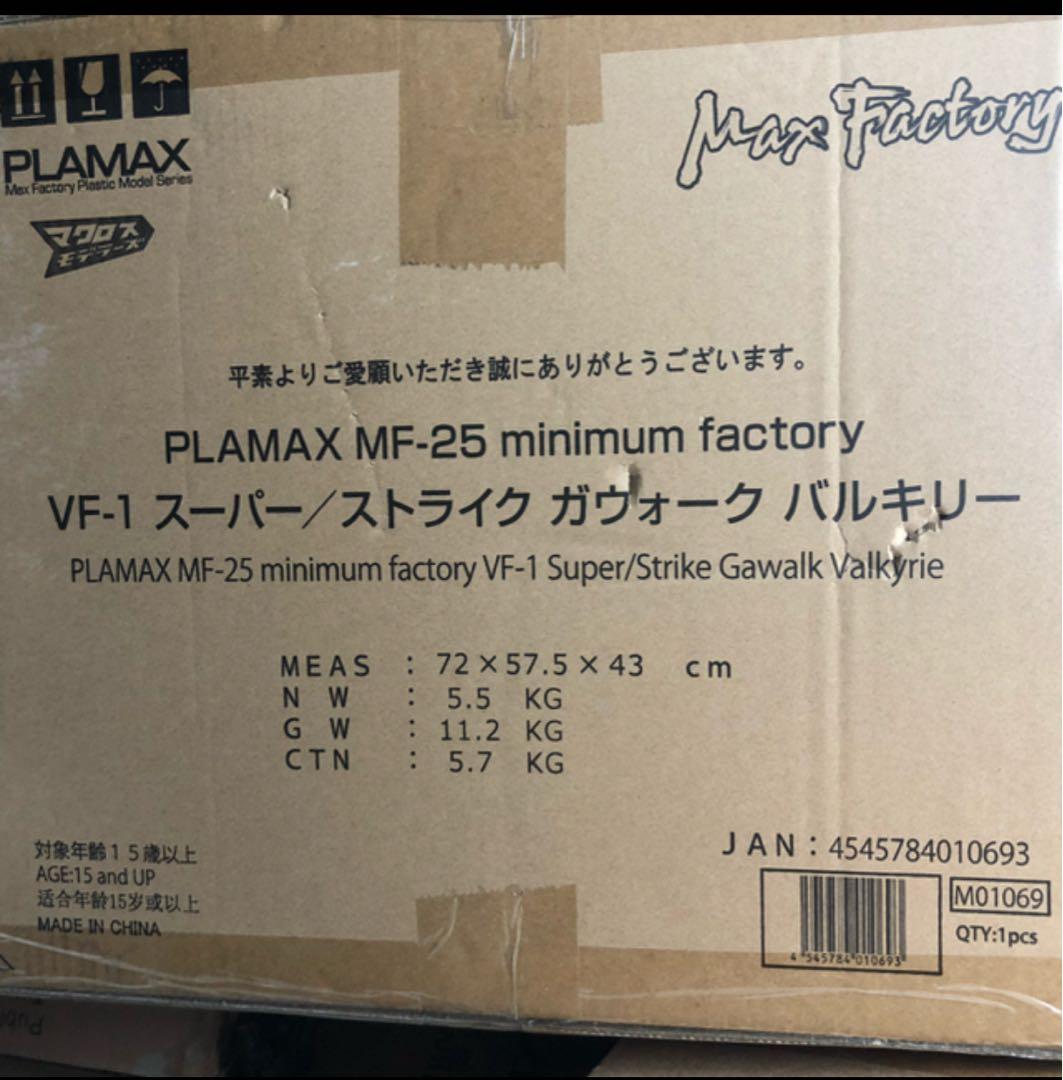 PLAMAX
Max Factory Plastic Model Series
マクロス
モデラーズ
Max Factory
平素よりご愛顧いただき誠にありがとうございます。
PLAMAX MF-25 minimum factory
VF-1 スーパー／ストライク ガウォーク バルキリー
PLAMAX MF-25 minimum factory VF-1 Super/Strike Gawalk Valkyrie
MEAS : 72×57.5×43 cm
N W : 5.5 KG
G W : 11.2 KG
CTN : 5.7 KG
対象年齢15歳以上
AGE:15 and UP
适合年龄15岁或以上
MADE IN CHINA
JAN：4545784010693
M01069
QTY:1pcs
4 545784 010693